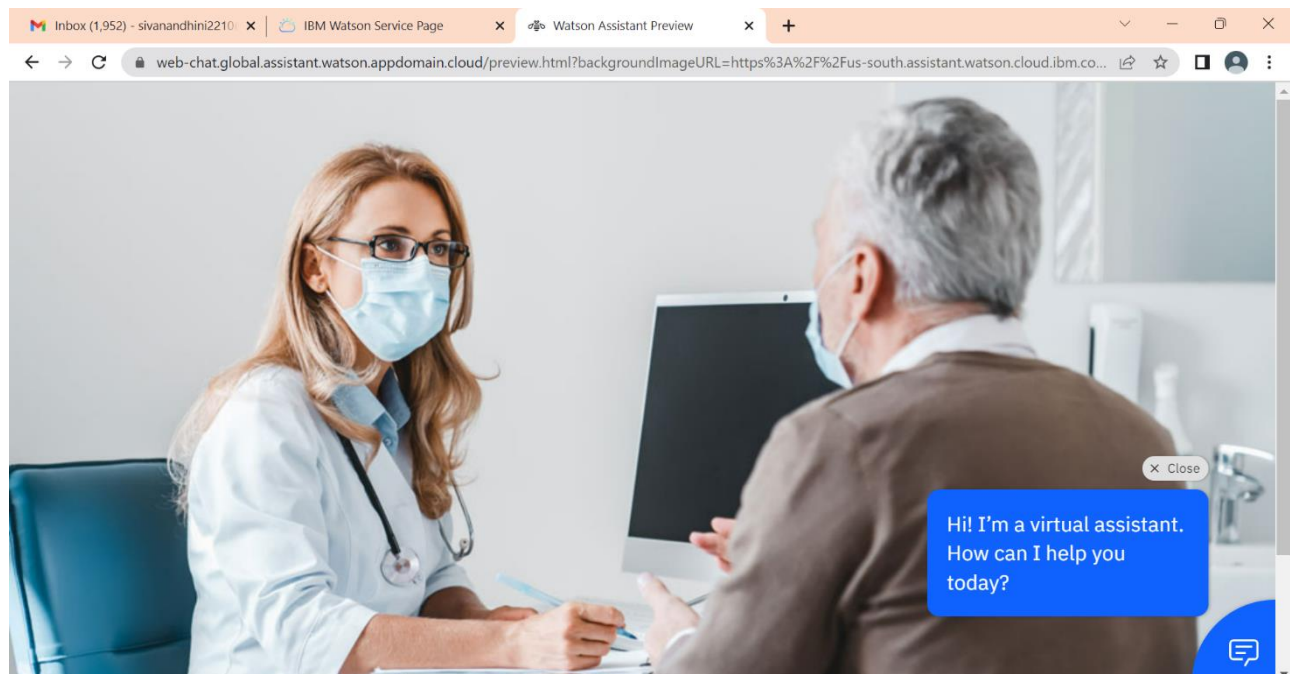 Inbox (1,952) - sivanandhini2210
IBM Watson Service Page
Watson Assistant Preview
web-chat.global.assistant.watson.appdomain.cloud/preview.html?backgroundImageURL=https%3A%2F%2Fus-south.assistant.watson.cloud.ibm.co...
Close
Hi! I'm a virtual assistant.
How can I help you
today?